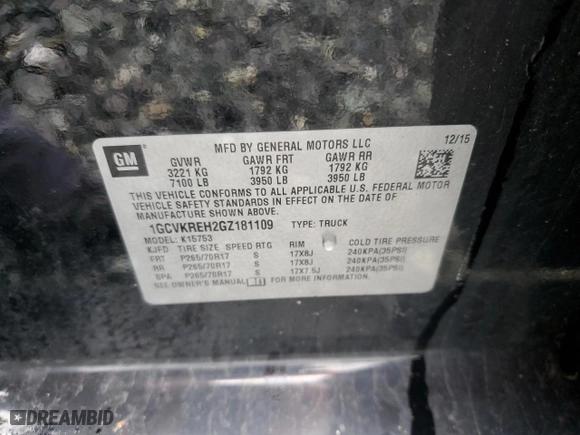 GM
MFD BY GENERAL MOTORS LLC 12/15
GVWR GAWR FRT GAWR RR
3221 KG 1792 KG 1792 KG
7100 LB 3950 LB 3950 LB
THIS VEHICLE CONFORMS TO ALL APPLICABLE U.S. FEDERAL MOTOR
VEHICLE SAFETY STANDARDS IN EFFECT ON THE DATE OF
MANUFACTURE SHOWN ABOVE.
1GCVKREH2GZ181109 TYPE: TRUCK
MODEL: K15753
KJFD TIRE SIZE SPEED RTG RIM COLD TIRE PRESSURE
FRT P265/70R17 S 17X8J 240KPA(35PSI)
RR P265/70R17 S 17X8J 240KPA(35PSI)
SPA P265/70R17 S 17X7.5J 240KPA(35PSI)
SEE OWNER'S MANUAL FOR MORE INFORMATION.
DREAMBID